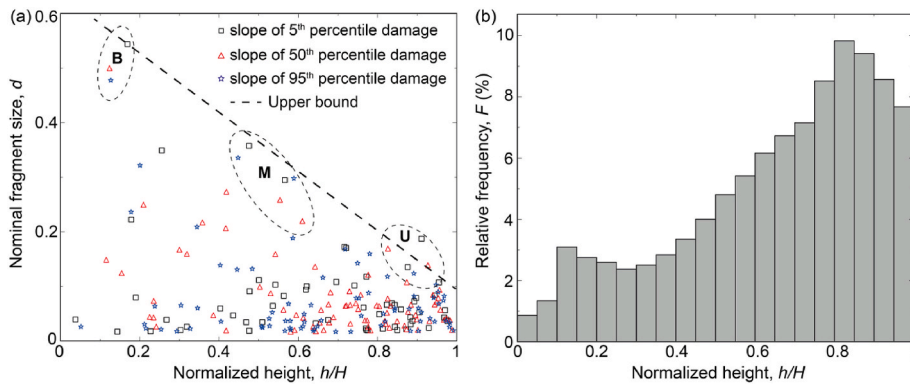 (a)
0.6
0.4
0.2
0
0
0.2
0.4
0.6
0.8
1
Nominal fragment size, d
Normalized height, h/H
B
M
U
slope of 5th percentile damage
slope of 50th percentile damage
slope of 95th percentile damage
Upper bound
(b)
10
8
6
4
2
0
0.2
0.4
0.6
0.8
Relative frequency, F (%)
Normalized height, h/H